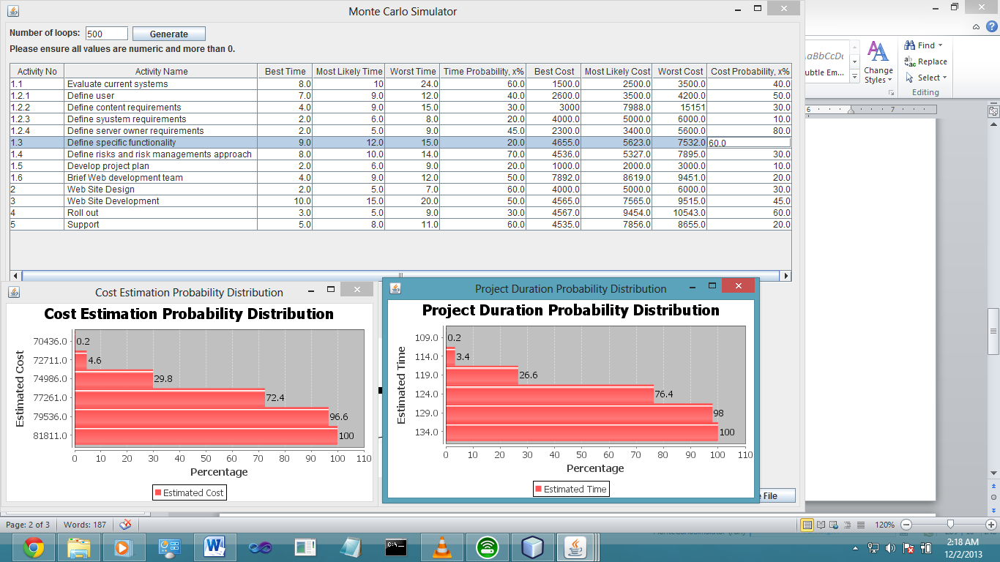 Monte Carlo Simulator
Number of loops: 500 Generate
Please ensure all values are numeric and more than 0.
Activity No Activity Name Best Time Most Likely Time Worst Time Time Probability, x% Best Cost Most Likely Cost Worst Cost Cost Probability, x%
1.1 Evaluate current systems 8.0 10 24.0 60.0 1500.0 2500.0 3500.0 40.0
1.2.1 Define user 7.0 9.0 12.0 40.0 2600.0 3500.0 4200.0 50.0
1.2.2 Define content requirements 4.0 9.0 15.0 30.0 3000 7988.0 15151 30.0
1.2.3 Define syustem requirements 2.0 6.0 8.0 20.0 4000.0 5000.0 6000.0 10.0
1.2.4 Define server owner requirements 2.0 5.0 9.0 45.0 2300.0 3400.0 5600.0 80.0
1.3 Define specific functionality 9.0 12.0 15.0 20.0 4655.0 5623.0 7532.0 60.0
1.4 Define risks and risk managements approach 8.0 10.0 14.0 70.0 4536.0 5327.0 7895.0 30.0
1.5 Develop project plan 2.0 6.0 9.0 20.0 1000.0 2000.0 3000.0 10.0
1.6 Brief Web development team 4.0 9.0 12.0 50.0 7892.0 8619.0 9451.0 20.0
2 Web Site Design 2.0 5.0 7.0 60.0 4000.0 5000.0 6000.0 30.0
3 Web Site Development 10.0 15.0 20.0 50.0 4565.0 7565.0 9515.0 45.0
4 Roll out 3.0 5.0 9.0 30.0 4567.0 9454.0 10543.0 60.0
5 Support 5.0 8.0 11.0 60.0 4535.0 7856.0 8655.0 20.0
Cost Estimation Probability Distribution
Cost Estimation Probability Distribution
Estimated Cost
70436.0 0.2
72711.0 4.6
74986.0 29.8
77261.0 72.4
79536.0 96.6
81811.0 100
0 10 20 30 40 50 60 70 80 90 100 110
Percentage
Estimated Cost
Project Duration Probability Distribution
Project Duration Probability Distribution
Estimated Time
109.0 0.2
114.0 3.4
119.0 26.6
124.0 76.4
129.0 98
134.0 100
0 10 20 30 40 50 60 70 80 90 100 110
Percentage
Estimated Time
File
AaBbCcDc
ubtle Em...
Change
Styles
Find
Replace
Select
Editing
6 7
Page: 2 of 3 Words: 187
120%
C:\_
2:18 AM
12/2/2013